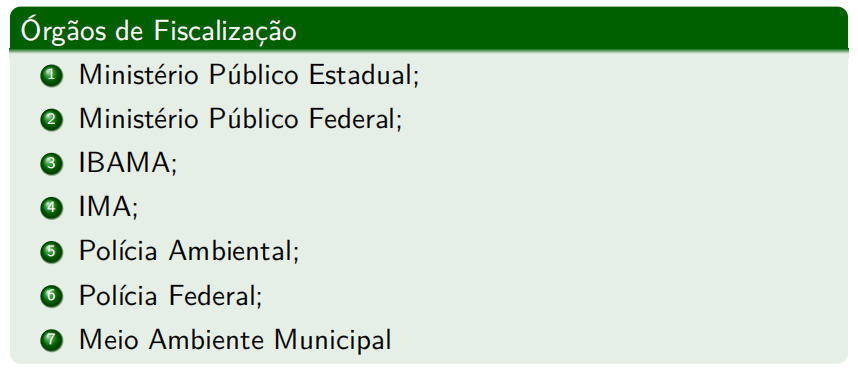 Órgãos de Fiscalização
1 Ministério Público Estadual;
2 Ministério Público Federal;
3 IBAMA;
4 IMA;
5 Polícia Ambiental;
6 Polícia Federal;
7 Meio Ambiente Municipal